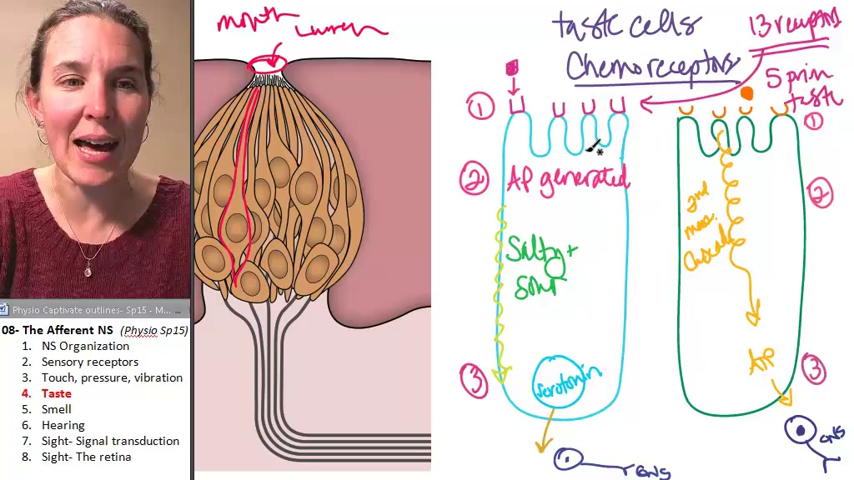 mouth
Lumen
taste cells
Chemoreceptors
13 receptors
5 prim
taste
1
2
AP generated
Salty +
Sour
3
Serotonin
CNS
1
2
2nd
mess.
Cascade
AP
3
CNS
Physio Captivate outlines- Sp15 - M...
08- The Afferent NS (Physio Sp15)
1. NS Organization
2. Sensory receptors
3. Touch, pressure, vibration
4. Taste
5. Smell
6. Hearing
7. Sight- Signal transduction
8. Sight- The retina